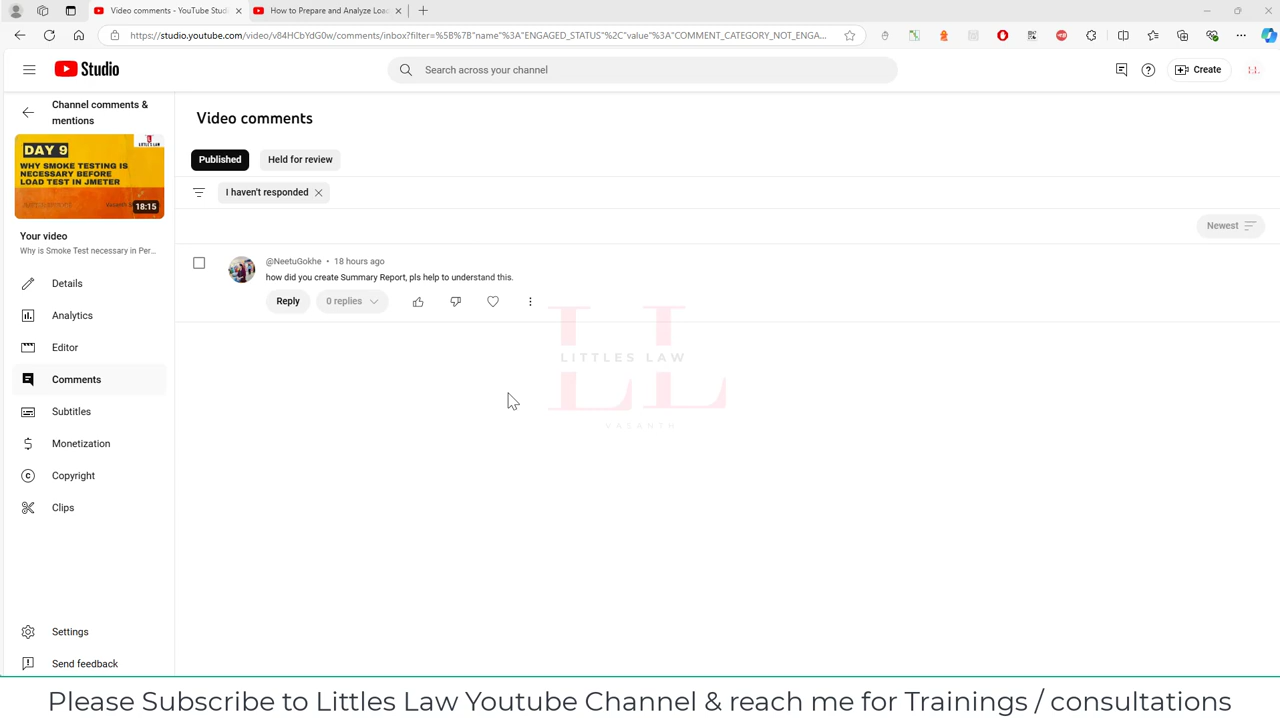 Video comments - YouTube Stud
How to Prepare and Analyze Loa
https://studio.youtube.com/video/v84HCbYdG0w/comments/inbox?filter=%5B%7B"name"%3A"ENGAGED_STATUS"%2C"value"%3A"COMMENT_CATEGORY_NOT_ENGA...
Studio
Search across your channel
Create
Channel comments &
mentions
DAY 9
WHY SMOKE TESTING IS
NECESSARY BEFORE
LOAD TEST IN JMETER
18:15
Your video
Why is Smoke Test necessary in Per...
Details
Analytics
Editor
Comments
Subtitles
Monetization
Copyright
Clips
Settings
Send feedback
Video comments
Published
Held for review
I haven't responded
Newest
@NeetuGokhe • 18 hours ago
how did you create Summary Report, pls help to understand this.
Reply
0 replies
LITTLES LAW
VASANTH
Please Subscribe to Littles Law Youtube Channel & reach me for Trainings / consultations